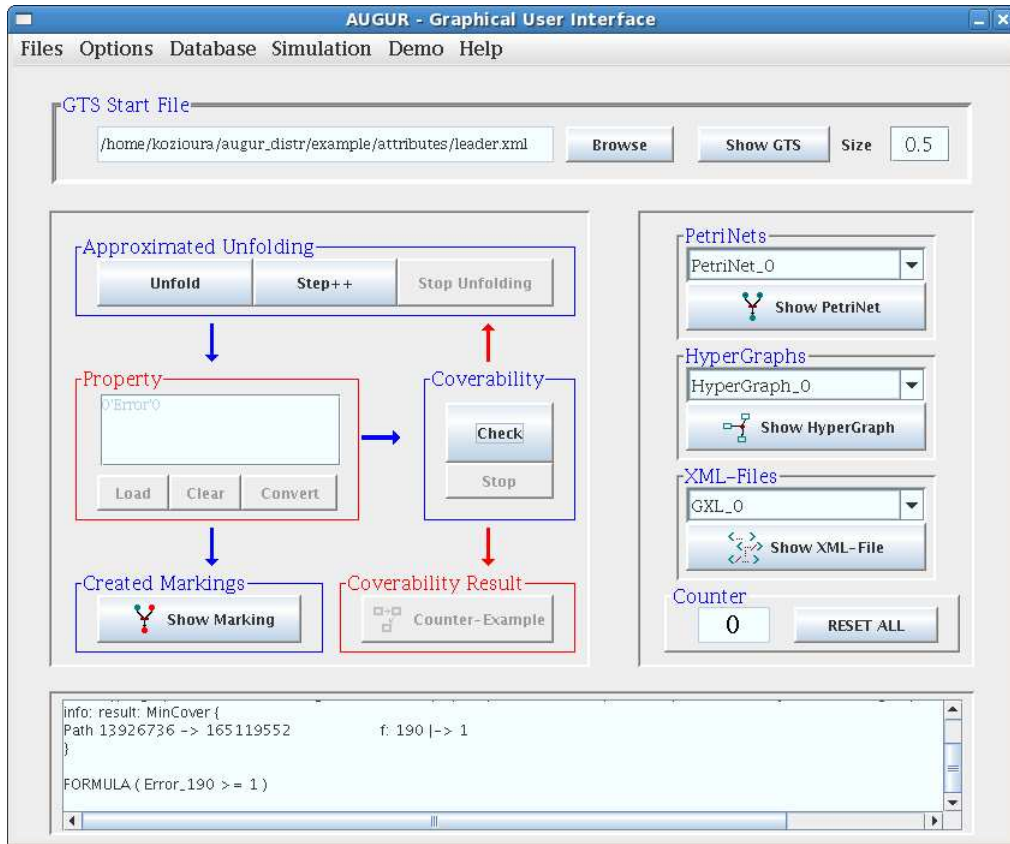 AUGUR - Graphical User Interface
Files Options Database Simulation Demo Help
GTS Start File
/home/kozioura/augur_distr/example/attributes/leader.xml Browse Show GTS Size 0.5
Approximated Unfolding
Unfold Step++ Stop Unfolding
Property
0'Error'0
Load Clear Convert
Coverability
Check
Stop
Created Markings
Show Marking
Coverability Result
Counter-Example
PetriNets
PetriNet_0
Show PetriNet
HyperGraphs
HyperGraph_0
Show HyperGraph
XML-Files
GXL_0
Show XML-File
Counter
0 RESET ALL
info: result: MinCover {
Path 13926736 -> 165119552 f: 190 |-> 1
}
FORMULA ( Error_190 >= 1 )